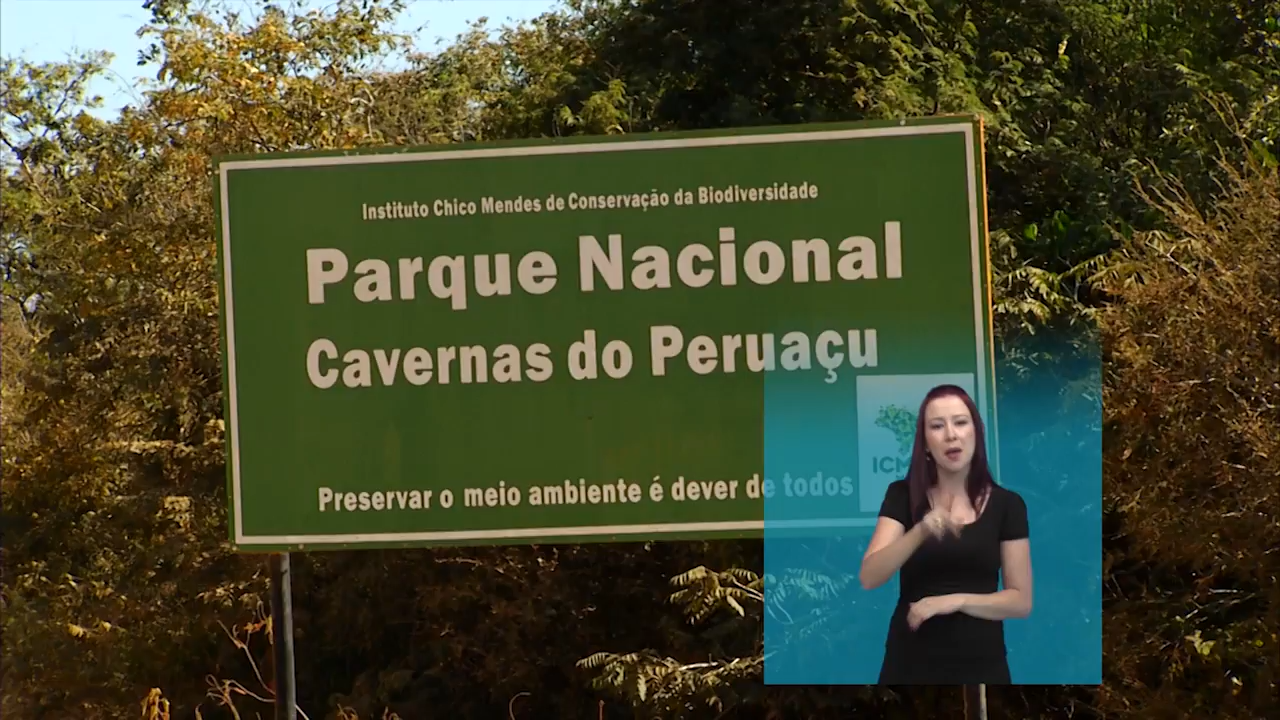 Instituto Chico Mendes de Conservação da Biodiversidade
Parque Nacional
Cavernas do Peruaçu
Preservar o meio ambiente é dever de todos